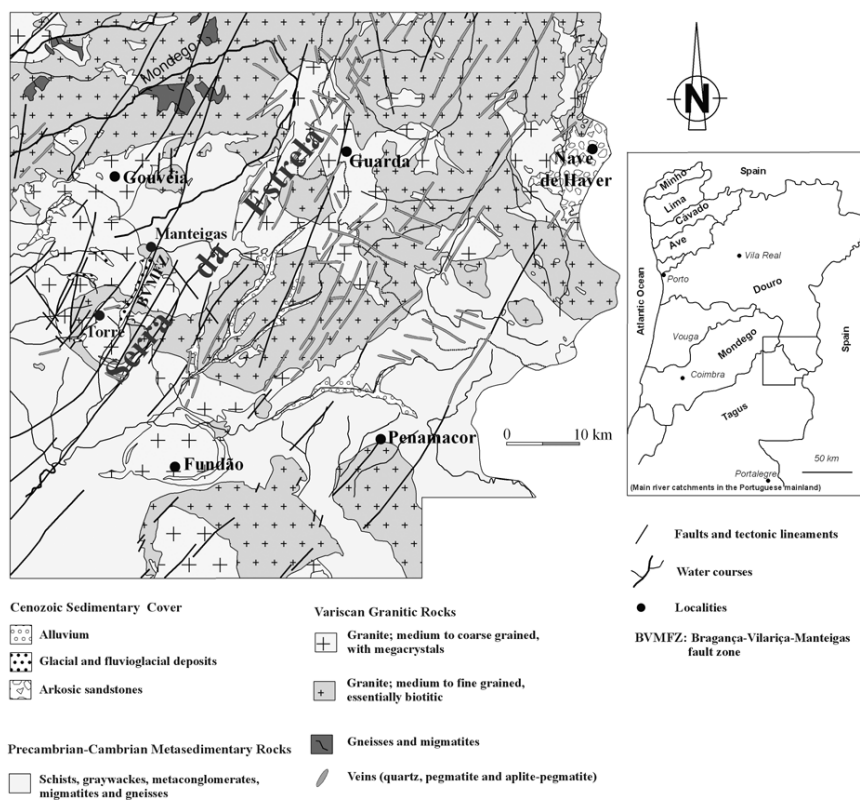 Mondego
Serra da Estrela
Gouveia
Guarda
Nave
de Haver
Manteigas
BVMFZ
Torre
Fundão
Penamacor
0 10 km
N
Minho
Lima
Cávado
Ave
Spain
Vila Real
Porto
Douro
Atlantic Ocean
Vouga
Mondego
Coimbra
Spain
Tagus
50 km
Portalegre
(Main river catchments in the Portuguese mainland)
Faults and tectonic lineaments
Water courses
Localities
BVMFZ: Bragança-Vilariça-Manteigas
fault zone
Cenozoic Sedimentary Cover
Alluvium
Glacial and fluvioglacial deposits
Arkosic sandstones
Precambrian-Cambrian Metasedimentary Rocks
Schists, graywackes, metaconglomerates,
migmatites and gneisses
Variscan Granitic Rocks
Granite; medium to coarse grained,
with megacrystals
Granite; medium to fine grained,
essentially biotitic
Gneisses and migmatites
Veins (quartz, pegmatite and aplite-pegmatite)